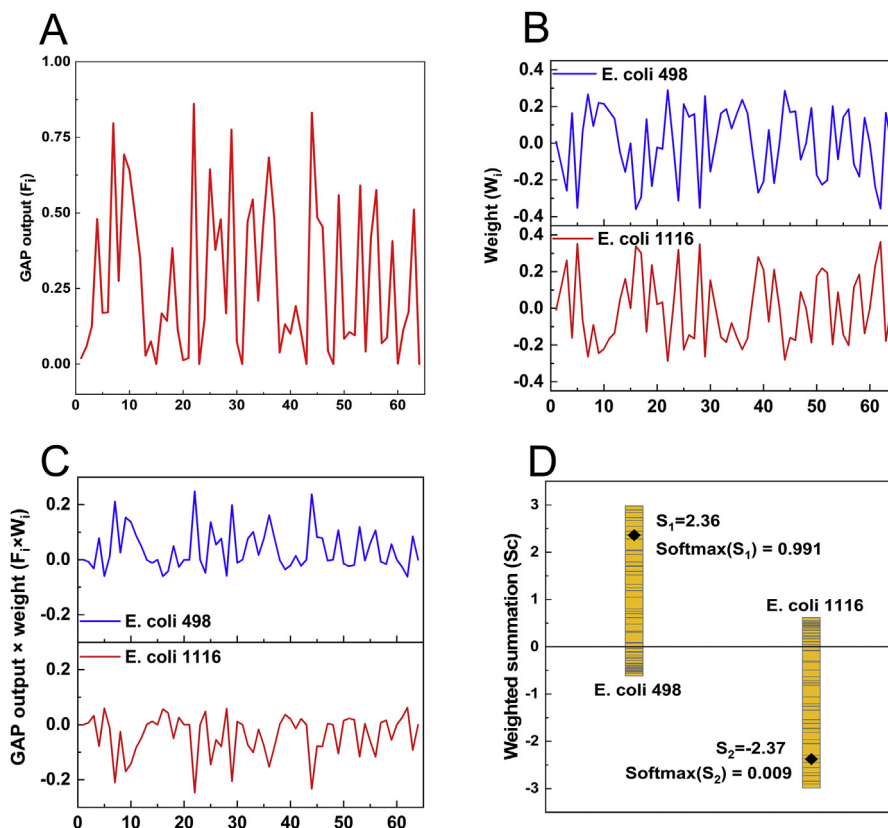 A
1.00
0.75
0.50
0.25
0.00
GAP output (Fᵢ)
0 10 20 30 40 50 60
B
E. coli 498
0.4
0.2
0.0
-0.2
-0.4
E. coli 1116
0.4
0.2
0.0
-0.2
-0.4
Weight (Wᵢ)
0 10 20 30 40 50 60
C
0.2
0.0
-0.2
E. coli 498
E. coli 1116
0.2
0.0
-0.2
GAP output × weight (Fᵢ×Wᵢ)
0 10 20 30 40 50 60
D
3
2
1
0
-1
-2
-3
Weighted summation (Sc)
S₁=2.36
Softmax(S₁) = 0.991
E. coli 1116
E. coli 498
S₂=-2.37
Softmax(S₂) = 0.009